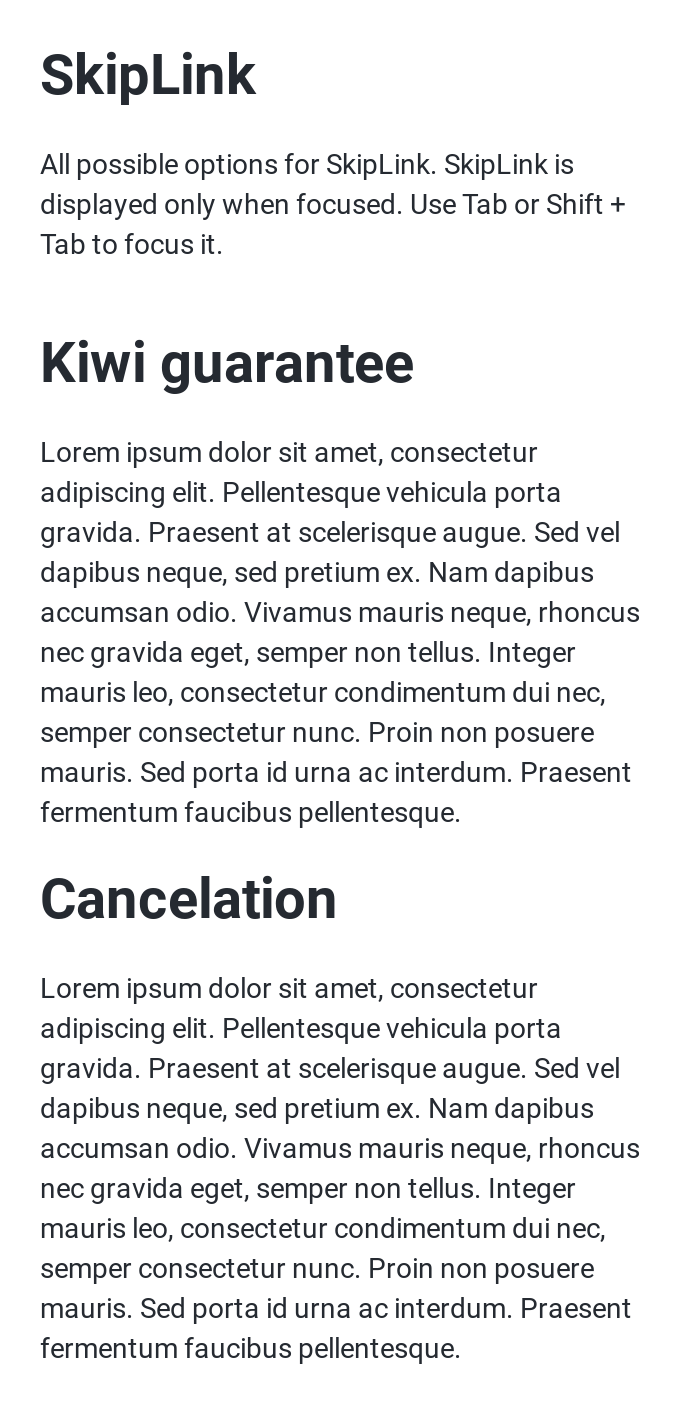 SkipLink
All possible options for SkipLink. SkipLink is
displayed only when focused. Use Tab or Shift +
Tab to focus it.
Kiwi guarantee
Lorem ipsum dolor sit amet, consectetur
adipiscing elit. Pellentesque vehicula porta
gravida. Praesent at scelerisque augue. Sed vel
dapibus neque, sed pretium ex. Nam dapibus
accumsan odio. Vivamus mauris neque, rhoncus
nec gravida eget, semper non tellus. Integer
mauris leo, consectetur condimentum dui nec,
semper consectetur nunc. Proin non posuere
mauris. Sed porta id urna ac interdum. Praesent
fermentum faucibus pellentesque.
Cancelation
Lorem ipsum dolor sit amet, consectetur
adipiscing elit. Pellentesque vehicula porta
gravida. Praesent at scelerisque augue. Sed vel
dapibus neque, sed pretium ex. Nam dapibus
accumsan odio. Vivamus mauris neque, rhoncus
nec gravida eget, semper non tellus. Integer
mauris leo, consectetur condimentum dui nec,
semper consectetur nunc. Proin non posuere
mauris. Sed porta id urna ac interdum. Praesent
fermentum faucibus pellentesque.